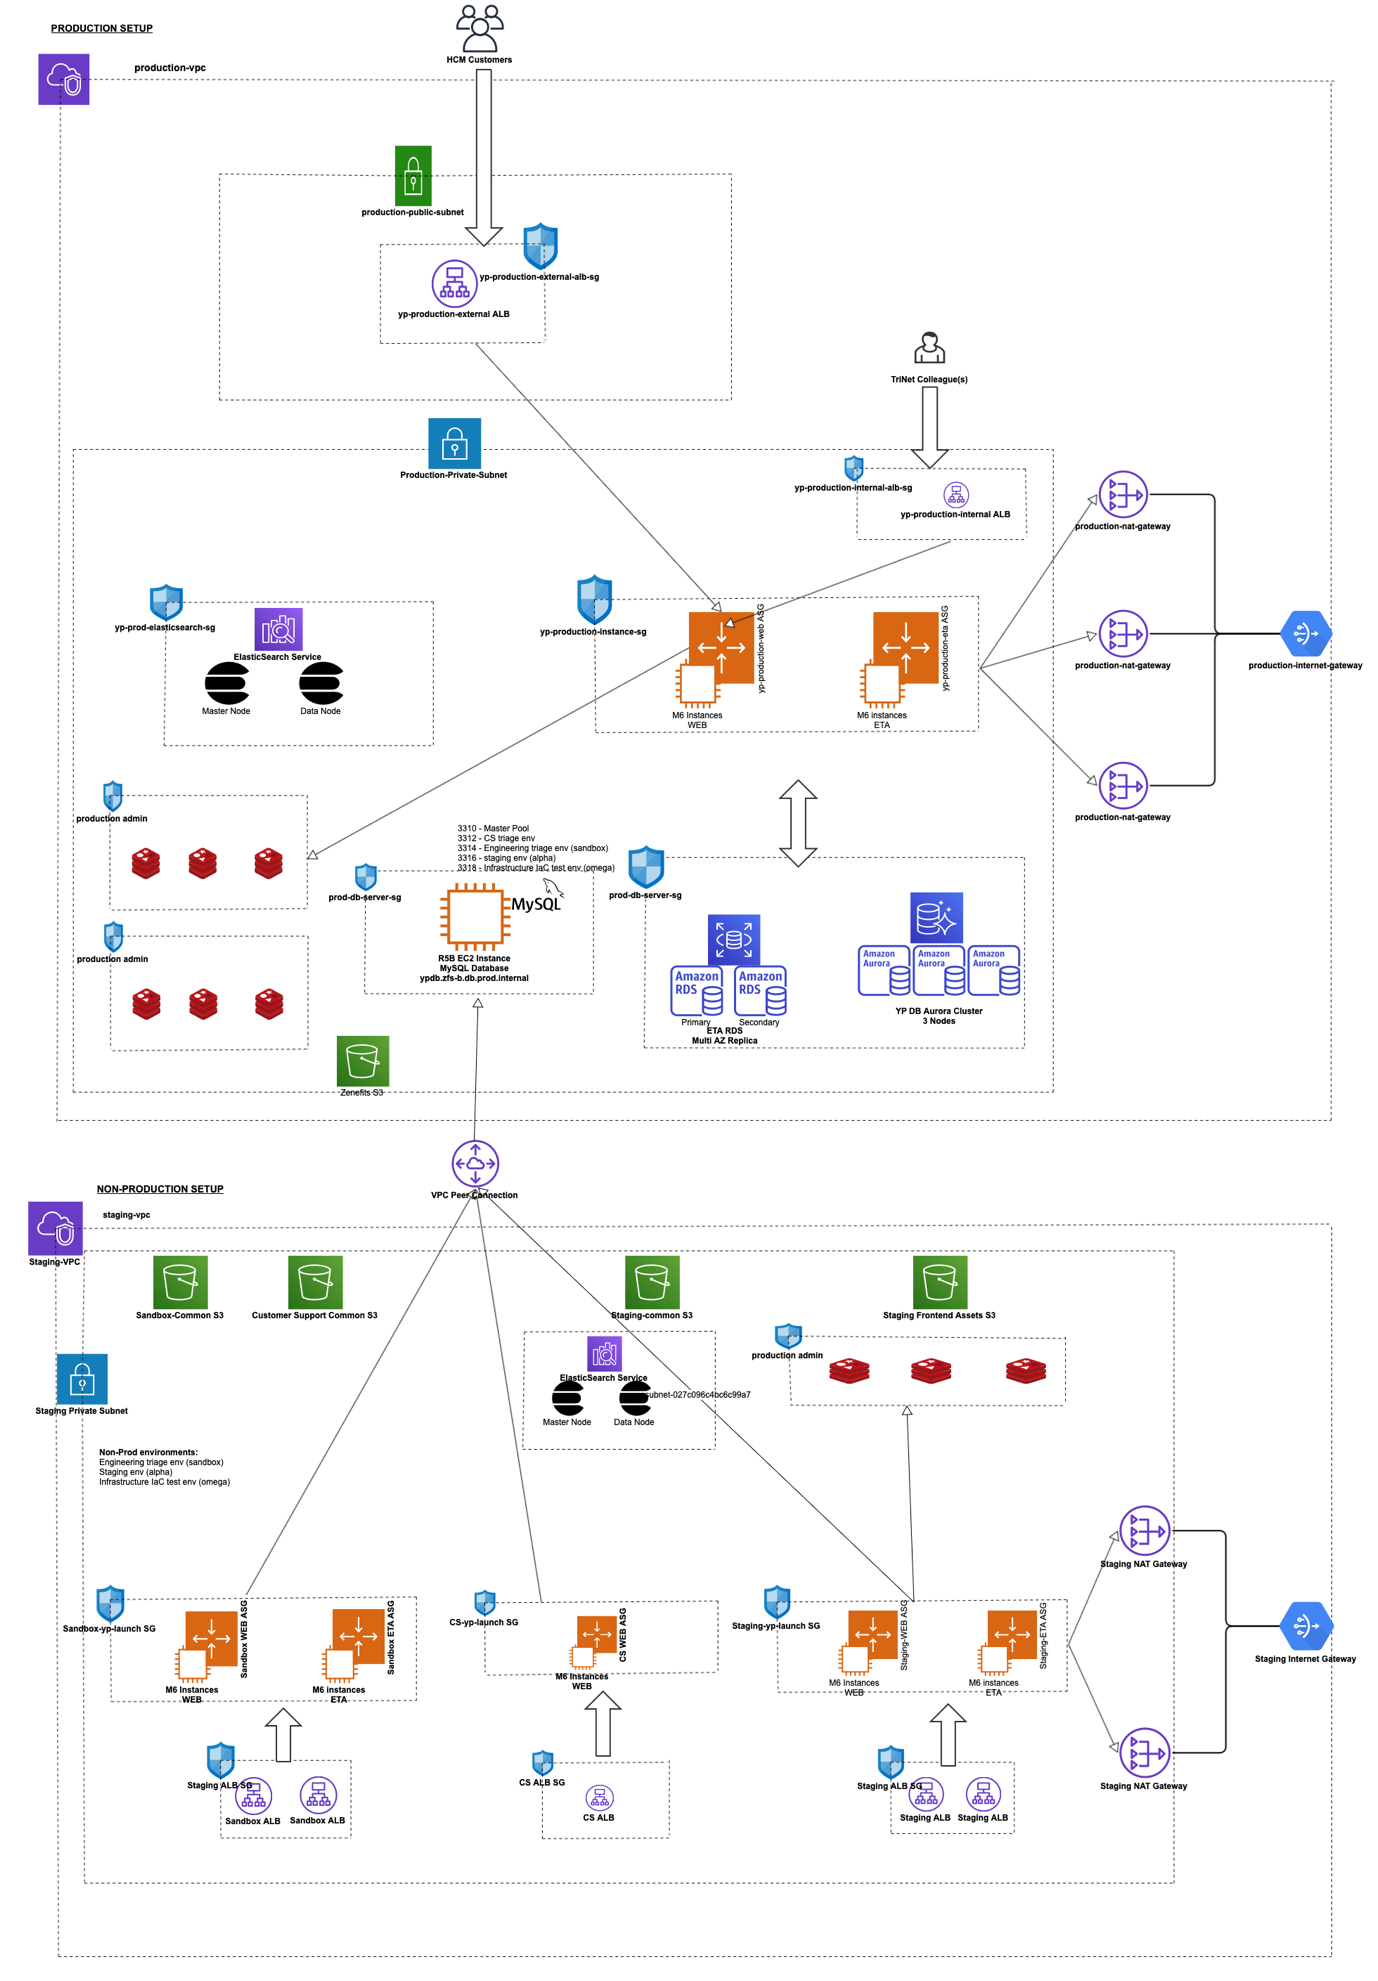 PRODUCTION SETUP
HCM Customers
production-vpc
production-public-subnet
yp-production-external-alb-sg
yp-production-external ALB
TriNet Colleague(s)
Production-Private-Subnet
yp-production-internal-alb-sg
yp-production-internal ALB
production-nat-gateway
yp-prod-elasticsearch-sg
ElasticSearch Service
Master Node
Data Node
yp-production-instance-sg
yp-production-web ASG
M6 Instances
WEB
yp-production-eta ASG
M6 instances
ETA
production-nat-gateway
production-internet-gateway
production-nat-gateway
production admin
3310 - Master Pool
3312 - CS triage env
3314 - Engineering triage env (sandbox)
3316 - staging env (alpha)
3318 - Infrastructure IaC test env (omega)
prod-db-server-sg
MySQL
R5B EC2 Instance
MySQL Database
ypdb.zfs-b.db.prod.internal
prod-db-server-sg
Amazon
RDS
Amazon
RDS
Primary
Secondary
ETA RDS
Multi AZ Replica
Amazon
Aurora
Amazon
Aurora
Amazon
Aurora
YP DB Aurora Cluster
3 Nodes
production admin
Zenefits S3
VPC Peer Connection
NON-PRODUCTION SETUP
staging-vpc
Staging-VPC
Sandbox-Common S3
Customer Support Common S3
Staging-common S3
Staging Frontend Assets S3
ElasticSearch Service
Master Node
Data Node
subnet-027c096c4bc6c99a7
production admin
Staging Private Subnet
Non-Prod environments:
Engineering triage env (sandbox)
Staging env (alpha)
Infrastructure IaC test env (omega)
Sandbox-yp-launch SG
Sandbox WEB ASG
M6 Instances
WEB
Sandbox ETA ASG
M6 instances
ETA
CS-yp-launch SG
CS WEB ASG
M6 Instances
WEB
Staging-yp-launch SG
Staging-WEB ASG
M6 Instances
WEB
Staging-ETA ASG
M6 instances
ETA
Staging NAT Gateway
Staging Internet Gateway
Staging NAT Gateway
Staging ALB SG
Sandbox ALB
Sandbox ALB
CS ALB SG
CS ALB
Staging ALB SG
Staging ALB
Staging ALB